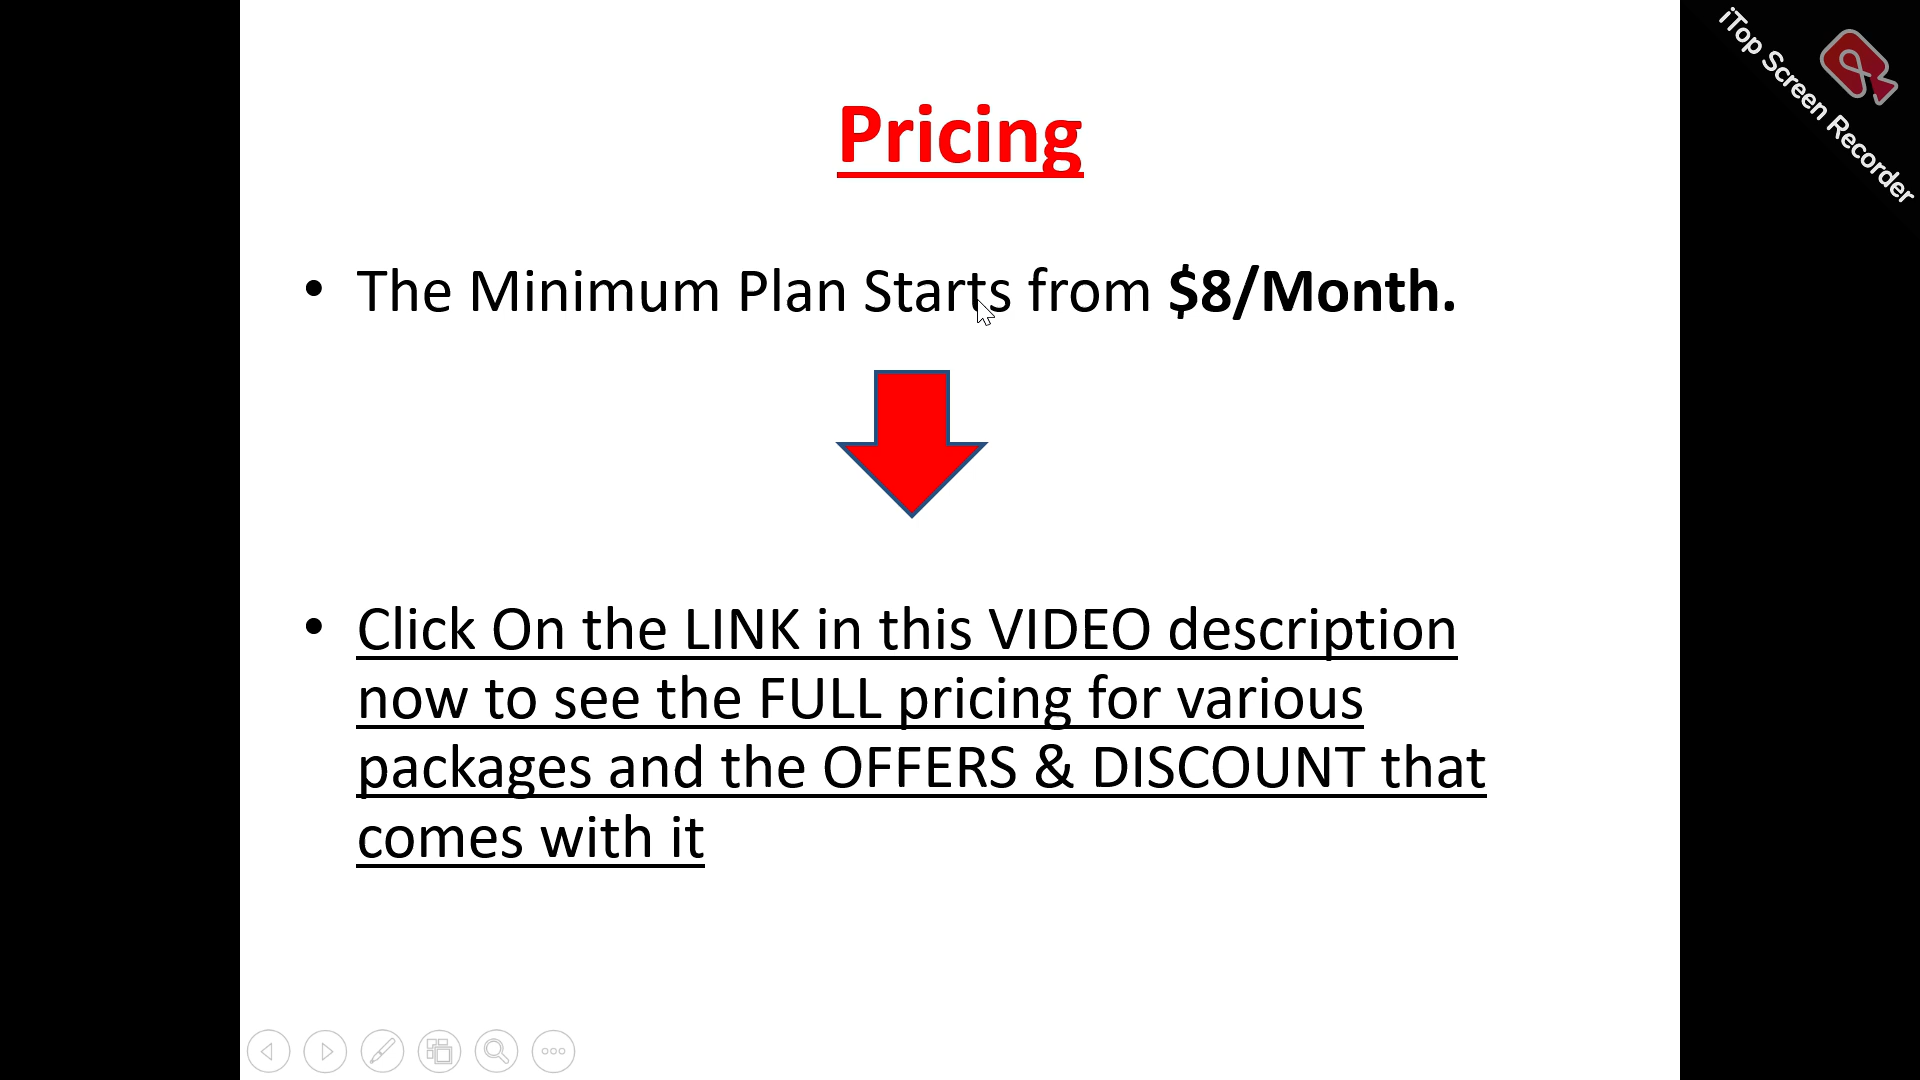 Pricing
• The Minimum Plan Starts from $8/Month.
• Click On the LINK in this VIDEO description
now to see the FULL pricing for various
packages and the OFFERS & DISCOUNT that
comes with it
iTop Screen Recorder